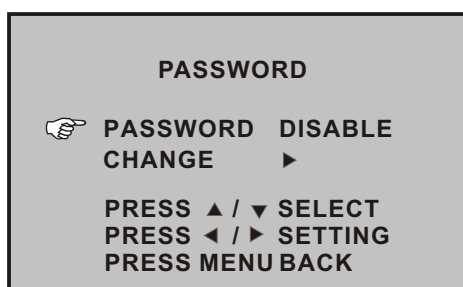 PASSWORD
PASSWORD DISABLE
CHANGE ▶
PRESS ▲ / ▼ SELECT
PRESS ◀ / ▶ SETTING
PRESS MENU BACK